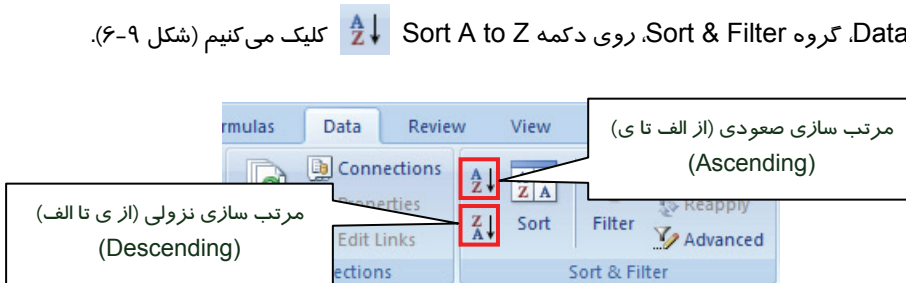 Data، گروه Sort & Filter، روی دکمه Sort A to Z کلیک می‌کنیم (شکل ۹-۶).
rmulas Data Review View
مرتب سازی صعودی (از الف تا ی)
(Ascending)
Connections
Properties
Edit Links
ections
مرتب سازی نزولی (از ی تا الف)
(Descending)
A
Z
Z
A
Z A
Sort
Filter
Reapply
Advanced
Sort & Filter